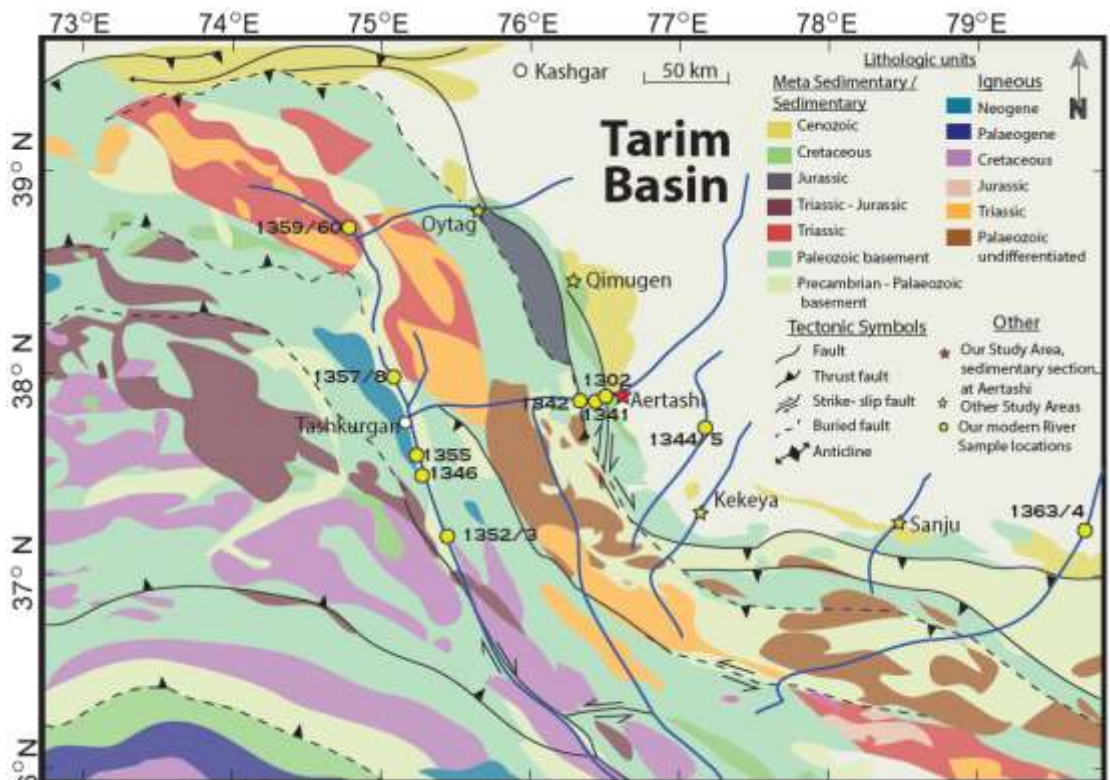 73°E
74°E
75°E
76°E
77°E
78°E
79°E
39° N
38° N
37° N
Kashgar
50 km
Tarim
Basin
N
Lithologic units
Meta Sedimentary /
Sedimentary
Cenozoic
Cretaceous
Jurassic
Triassic - Jurassic
Triassic
Paleozoic basement
Precambrian - Palaeozoic
basement
Igneous
Neogene
Palaeogene
Cretaceous
Jurassic
Triassic
Palaeozoic
undifferentiated
Tectonic Symbols
Fault
Thrust fault
Strike- slip fault
Buried fault
Anticline
Other
Our Study Area,
sedimentary section,
at Aertashi
Other Study Areas
Our modern River
Sample locations
1359/60
Oytag
Qimugen
1357/8
1302
1342
1341
Aertashi
Tashkurgan
1344/5
1355
1346
Kekeya
1352/3
Sanju
1363/4